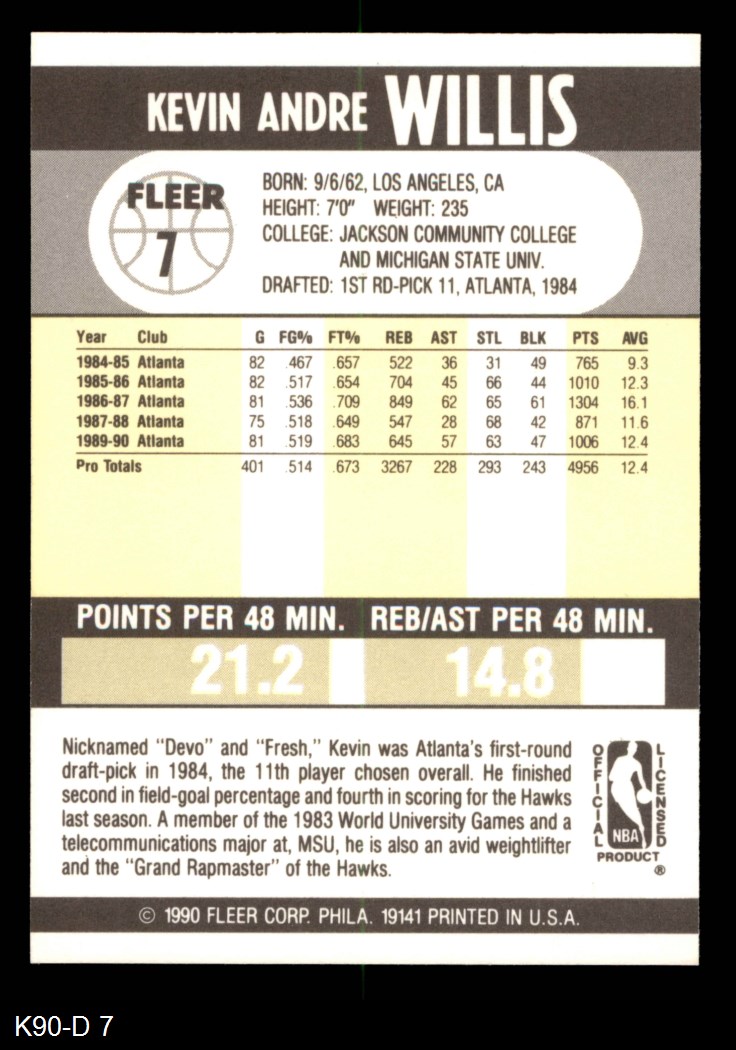 KEVIN ANDRE WILLIS
FLEER
7
BORN: 9/6/62, LOS ANGELES, CA
HEIGHT: 7'0" WEIGHT: 235
COLLEGE: JACKSON COMMUNITY COLLEGE
AND MICHIGAN STATE UNIV.
DRAFTED: 1ST RD-PICK 11, ATLANTA, 1984
Year Club G FG% FT% REB AST STL BLK PTS AVG
1984-85 Atlanta 82 .467 .657 522 36 31 49 765 9.3
1985-86 Atlanta 82 .517 .654 704 45 66 44 1010 12.3
1986-87 Atlanta 81 .536 .709 849 62 65 61 1304 16.1
1987-88 Atlanta 75 .518 .649 547 28 68 42 871 11.6
1989-90 Atlanta 81 .519 .683 645 57 63 47 1006 12.4
Pro Totals 401 .514 .673 3267 228 293 243 4956 12.4
POINTS PER 48 MIN. REB/AST PER 48 MIN.
21.2 14.8
Nicknamed "Devo" and "Fresh," Kevin was Atlanta's first-round
draft-pick in 1984, the 11th player chosen overall. He finished
second in field-goal percentage and fourth in scoring for the Hawks
last season. A member of the 1983 World University Games and a
telecommunications major at, MSU, he is also an avid weightlifter
and the "Grand Rapmaster" of the Hawks.
OFFICIAL
LICENSED
NBA
PRODUCT
®
© 1990 FLEER CORP. PHILA. 19141 PRINTED IN U.S.A.
K90-D 7